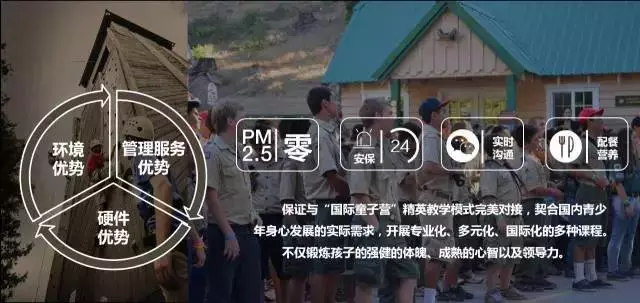 环境
优势
管理服务
优势
硬件
优势
PM
2.5
零
安保
24
实时
沟通
配餐
营养
保证与“国际童子营”精英教学模式完美对接，契合国内青少
年身心发展的实际需求，开展专业化、多元化、国际化的多种课程。
不仅锻炼孩子的强健的体魄、成熟的心智以及领导力。